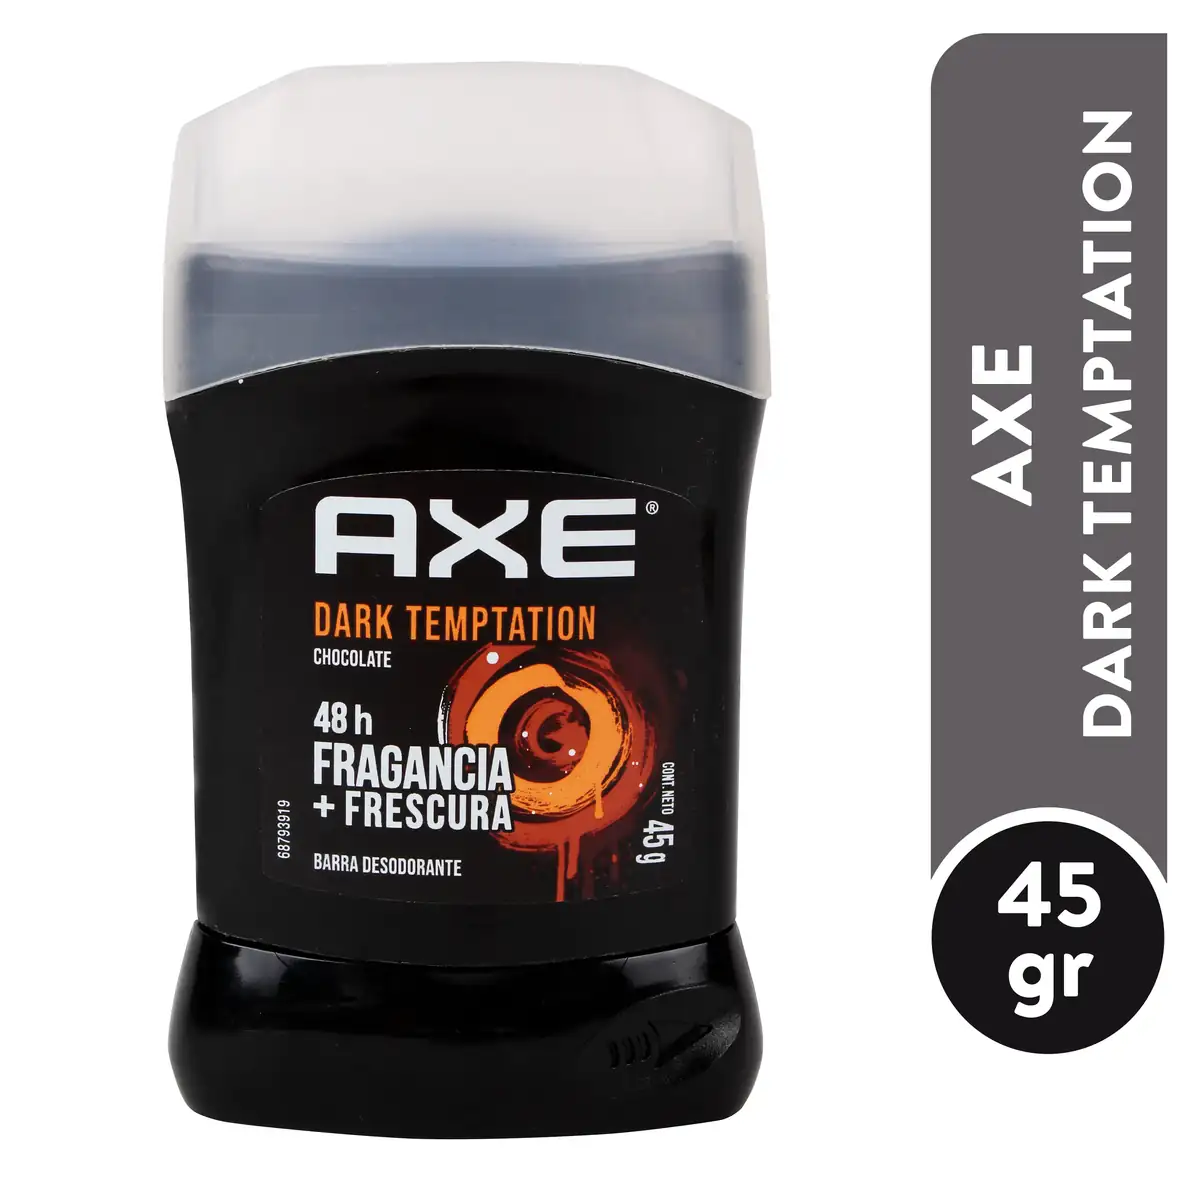 AXE®
DARK TEMPTATION
CHOCOLATE
48 h
FRAGANCIA
+ FRESCURA
BARRA DESODORANTE
68793919
CONT. NETO
45 g
AXE
DARK TEMPTATION
45
gr